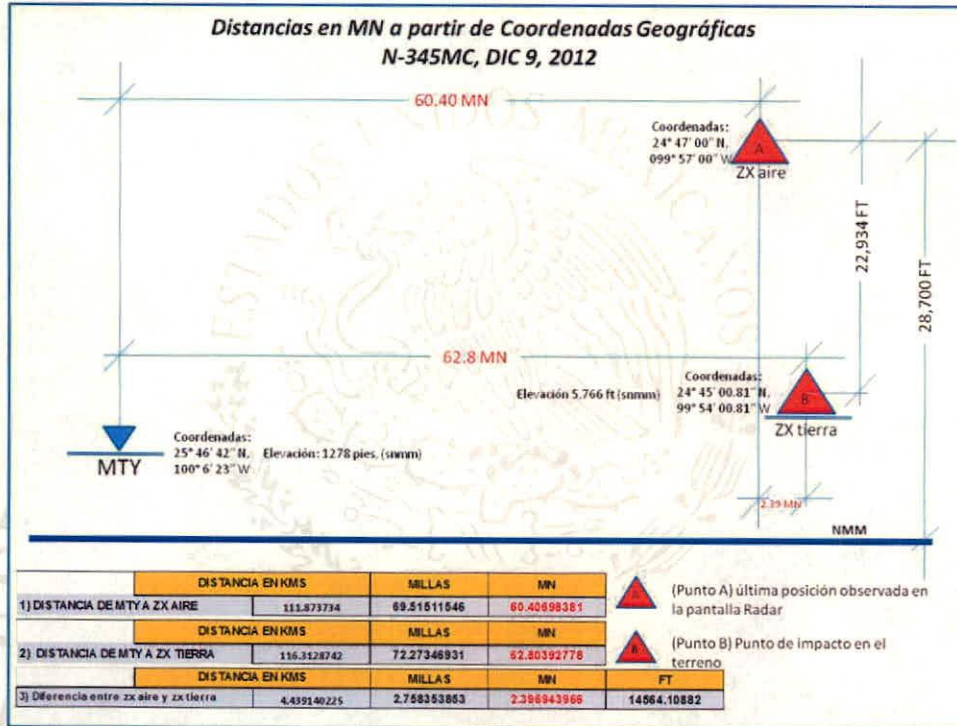 Distancias en MN a partir de Coordenadas Geográficas
N-345MC, DIC 9, 2012
60.40 MN
Coordenadas:
24° 47' 00" N,
099° 57' 00" W
A
ZX aire
22,934 FT
28,700 FT
62.8 MN
Elevación 5,766 ft (snmm)
Coordenadas:
24° 45' 00.81" N,
99° 54' 00.81" W
B
ZX tierra
MTY
Coordenadas:
25° 46' 42" N, Elevación: 1278 pies, (snmm)
100° 6' 23" W
2.39 MN
NMM
ESTADOS UNIDOS MEXICANOS
DISTANCIA EN KMS MILLAS MN
1) DISTANCIA DE MTY A ZX AIRE 111.873734 69.51511546 60.40698381
DISTANCIA EN KMS MILLAS MN
2) DISTANCIA DE MTY A ZX TIERRA 116.3128742 72.27346931 62.80392778
DISTANCIA EN KMS MILLAS MN FT
3) Diferencia entre zx aire y zx tierra 4.439140225 2.758353853 2.396943966 14564.10882
A (Punto A) última posición observada en
la pantalla Radar
B (Punto B) Punto de impacto en el
terreno